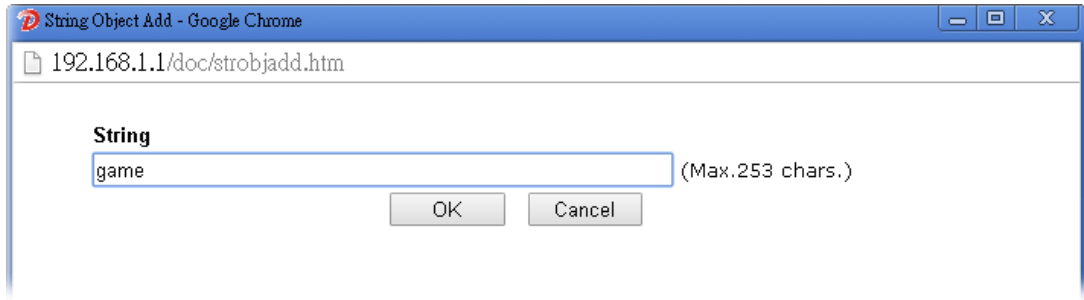 String Object Add - Google Chrome
192.168.1.1/doc/strobjadd.htm
String
game (Max.253 chars.)
OK Cancel